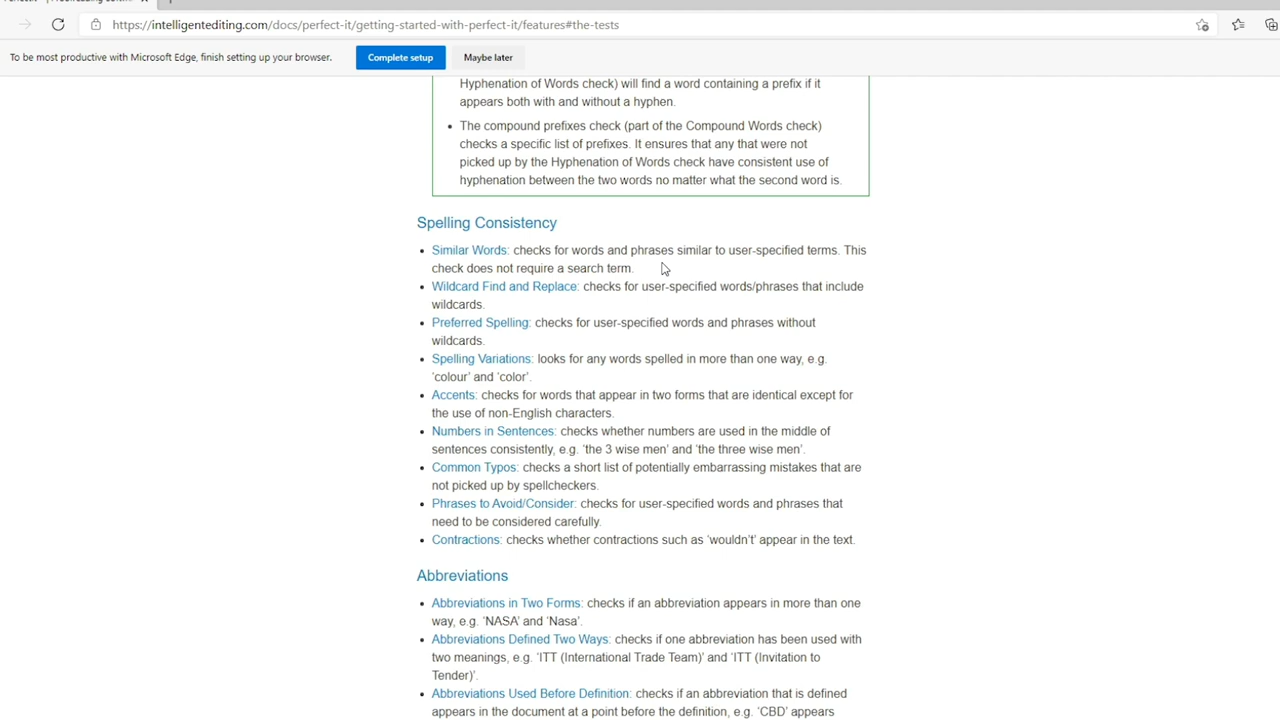 https://intelligentediting.com/docs/perfect-it/getting-started-with-perfect-it/features#the-tests
To be most productive with Microsoft Edge, finish setting up your browser. Complete setup Maybe later
Hyphenation of Words check) will find a word containing a prefix if it
appears both with and without a hyphen.
• The compound prefixes check (part of the Compound Words check)
checks a specific list of prefixes. It ensures that any that were not
picked up by the Hyphenation of Words check have consistent use of
hyphenation between the two words no matter what the second word is.
Spelling Consistency
• Similar Words: checks for words and phrases similar to user-specified terms. This
check does not require a search term.
• Wildcard Find and Replace: checks for user-specified words/phrases that include
wildcards.
• Preferred Spelling: checks for user-specified words and phrases without
wildcards.
• Spelling Variations: looks for any words spelled in more than one way, e.g.
‘colour’ and ‘color’.
• Accents: checks for words that appear in two forms that are identical except for
the use of non-English characters.
• Numbers in Sentences: checks whether numbers are used in the middle of
sentences consistently, e.g. ‘the 3 wise men’ and ‘the three wise men’.
• Common Typos: checks a short list of potentially embarrassing mistakes that are
not picked up by spellcheckers.
• Phrases to Avoid/Consider: checks for user-specified words and phrases that
need to be considered carefully.
• Contractions: checks whether contractions such as ‘wouldn’t’ appear in the text.
Abbreviations
• Abbreviations in Two Forms: checks if an abbreviation appears in more than one
way, e.g. ‘NASA’ and ‘Nasa’.
• Abbreviations Defined Two Ways: checks if one abbreviation has been used with
two meanings, e.g. ‘ITT (International Trade Team)’ and ‘ITT (Invitation to
Tender)’.
• Abbreviations Used Before Definition: checks if an abbreviation that is defined
appears in the document at a point before the definition, e.g. ‘CBD’ appears